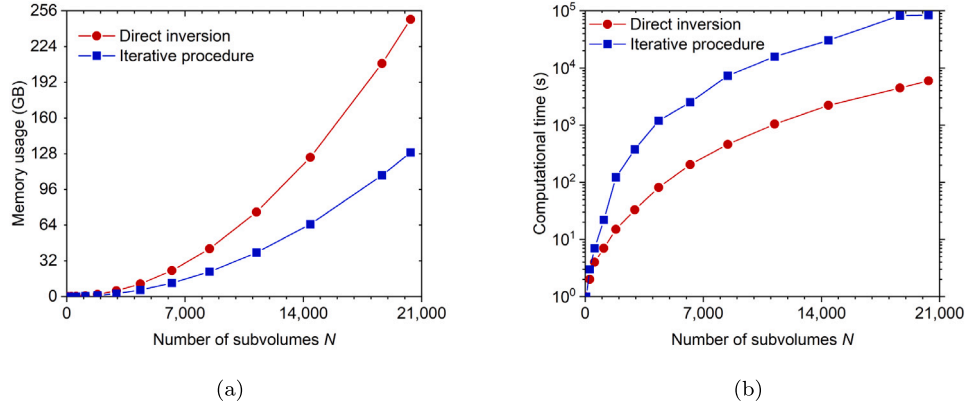 256
224
192
160
128
96
64
32
0
Memory usage (GB)
Direct inversion
Iterative procedure
0
7,000
14,000
21,000
Number of subvolumes N
(a)
10^5
10^4
10^3
10^2
10^1
10^0
Computational time (s)
Direct inversion
Iterative procedure
0
7,000
14,000
21,000
Number of subvolumes N
(b)